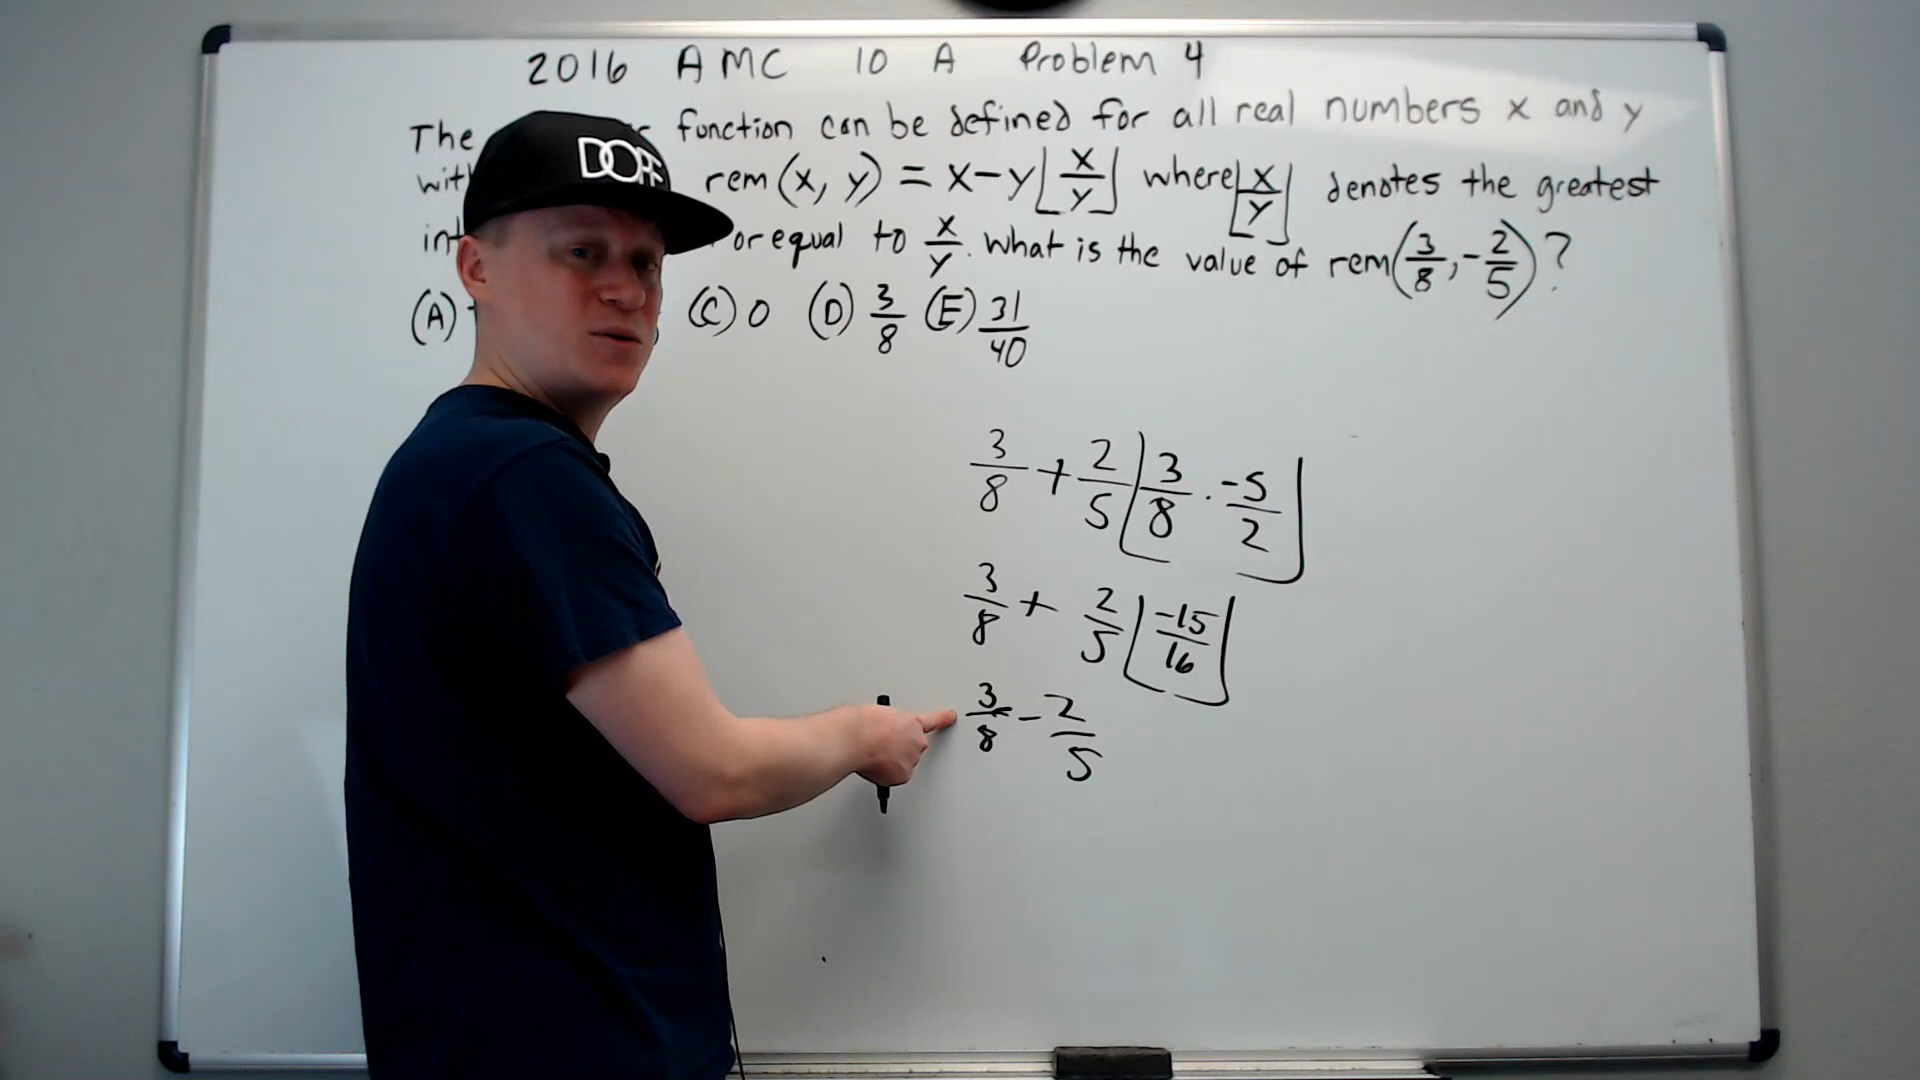 2016 AMC 10 A Problem 4
The function can be defined for all real numbers x and y
rem(x, y) = x-y⌊x/y⌋ where ⌊x/y⌋ denotes the greatest
or equal to x/y. what is the value of rem(3/8, -2/5)?
(A) (C) 0 (D) 3/8 (E) 31/40
DOPE
3/8 + 2/5 ⌊3/8 · -5/2⌋
3/8 + 2/5 ⌊-15/16⌋
3/8 - 2/5